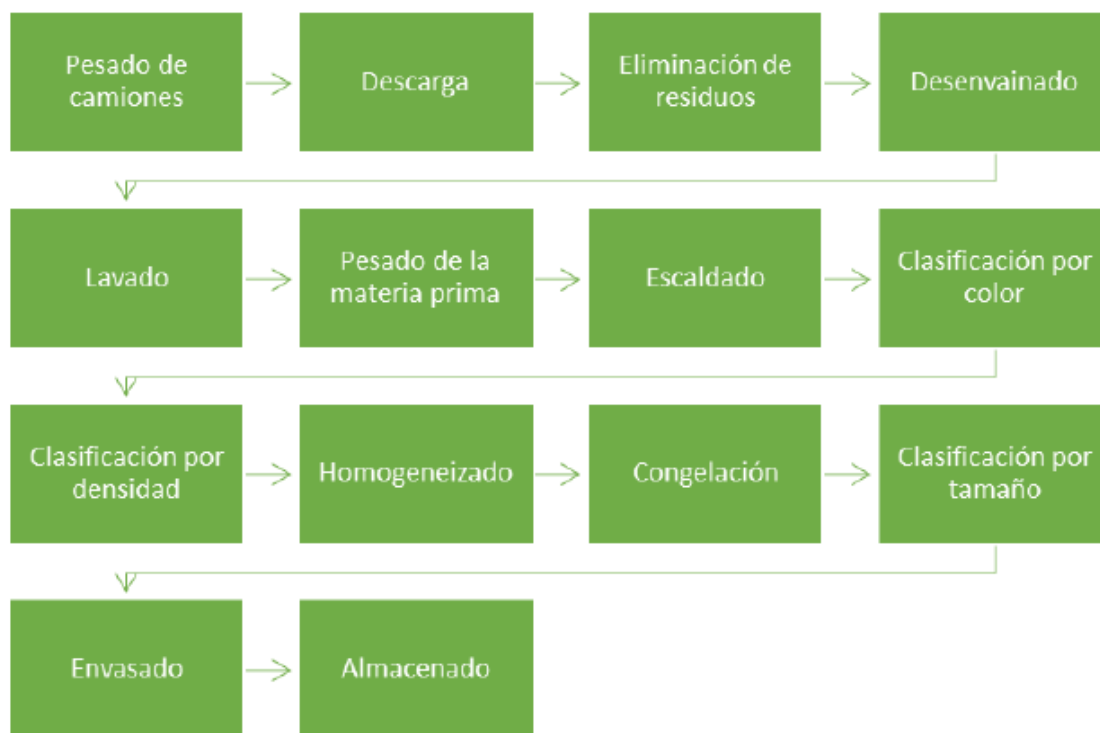 Pesado de
camiones
Descarga
Eliminación de
residuos
Desenvainado
Lavado
Pesado de la
materia prima
Escaldado
Clasificación por
color
Clasificación por
densidad
Homogeneizado
Congelación
Clasificación por
tamaño
Envasado
Almacenado